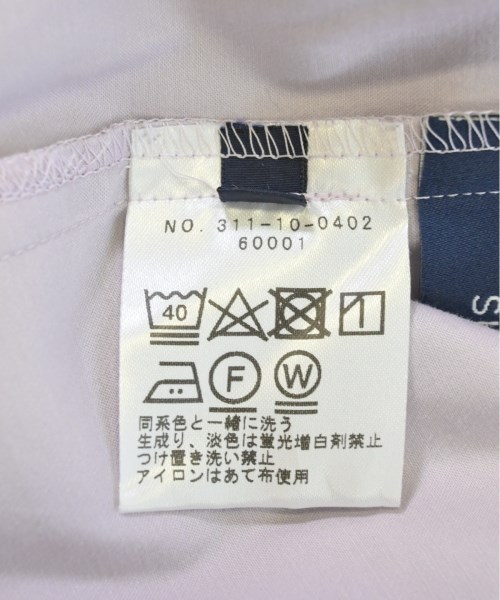 NO. 311-10-0402
60001
40
F W
同系色と一緒に洗う
生成り、淡色は蛍光増白剤禁止
つけ置き洗い禁止
アイロンはあて布使用